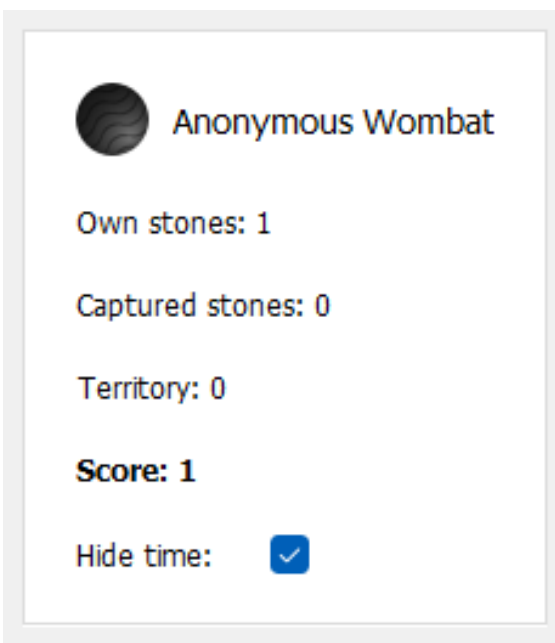 Anonymous Wombat
Own stones: 1
Captured stones: 0
Territory: 0
Score: 1
Hide time: